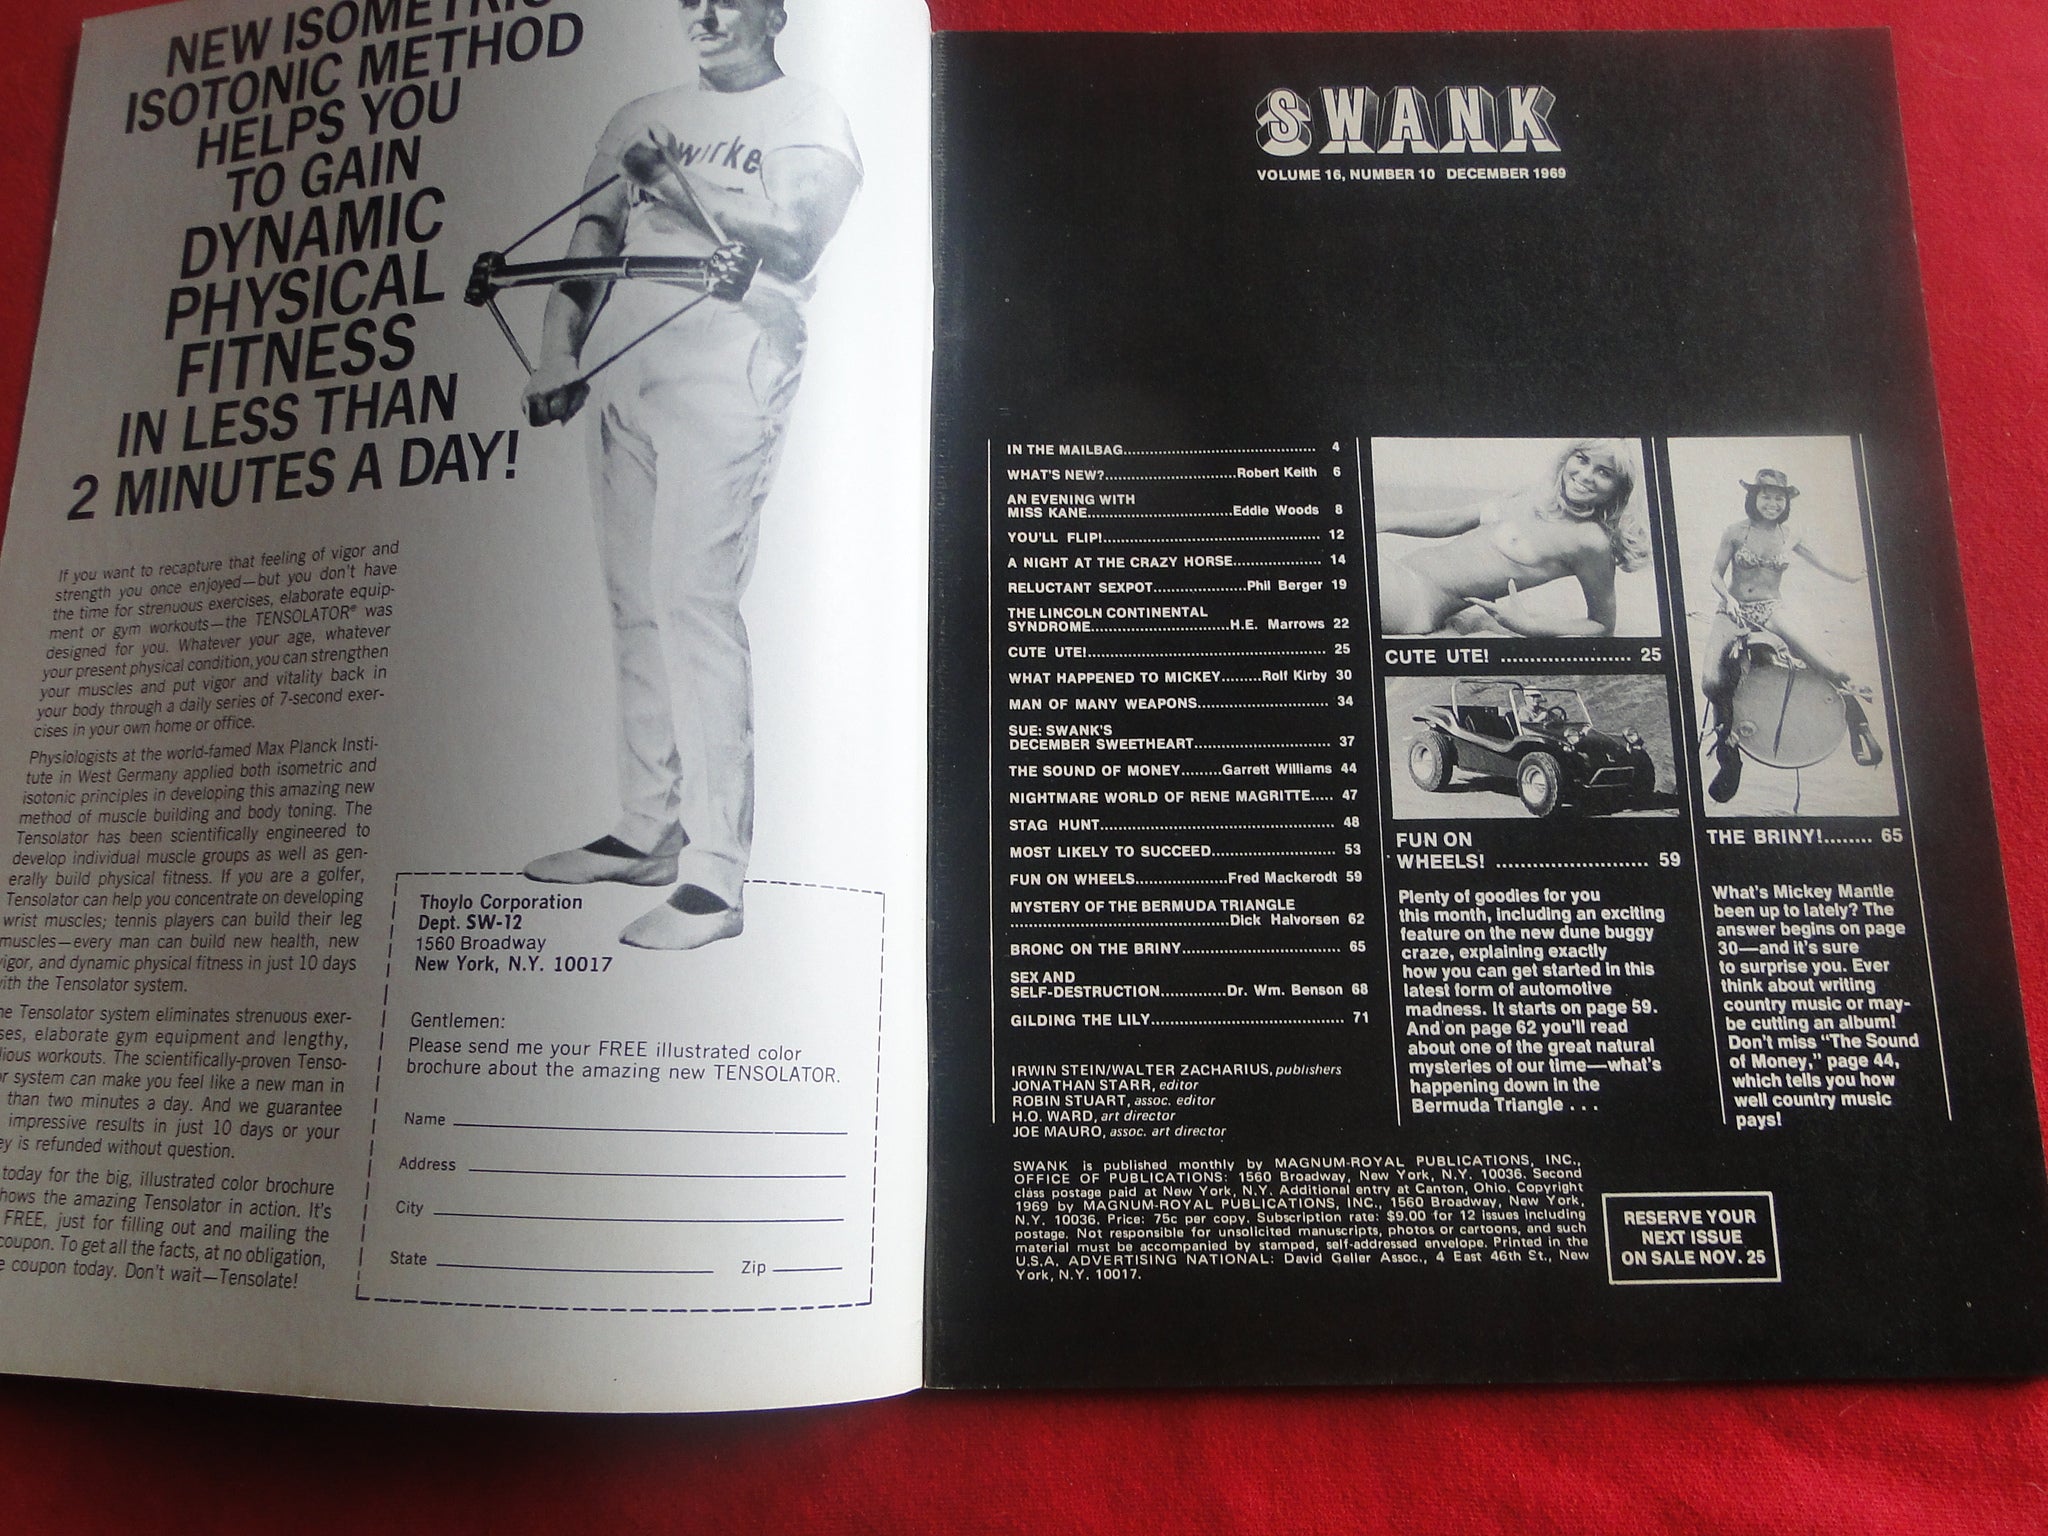 NEW ISOMETRIC
ISOTONIC METHOD
HELPS YOU
TO GAIN
DYNAMIC
PHYSICAL
FITNESS
IN LESS THAN
2 MINUTES A DAY!
If you want to recapture that feeling of vigor and
strength you once enjoyed—but you don't have
the time for strenuous exercises, elaborate equip-
ment or gym workouts—the TENSOLATOR® was
designed for you. Whatever your age, whatever
your present physical condition, you can strengthen
your muscles and put vigor and vitality back in
your body through a daily series of 7-second exer-
cises in your own home or office.
Physiologists at the world-famed Max Planck Insti-
tute in West Germany applied both isometric and
isotonic principles in developing this amazing new
method of muscle building and body toning. The
Tensolator has been scientifically engineered to
develop individual muscle groups as well as gen-
erally build physical fitness. If you are a golfer,
Tensolator can help you concentrate on developing
wrist muscles; tennis players can build their leg
muscles—every man can build new health, new
vigor, and dynamic physical fitness in just 10 days
with the Tensolator system.
Tensolator system eliminates strenuous exer-
elaborate gym equipment and lengthy,
workouts. The scientifically-proven Tenso-
system can make you feel like a new man in
than two minutes a day. And we guarantee
impressive results in just 10 days or your
is refunded without question.
today for the big, illustrated color brochure
the amazing Tensolator in action. It's
FREE, just for filling out and mailing the
coupon. To get all the facts, at no obligation,
coupon today. Don't wait—Tensolate!
Thoylo Corporation
Dept. SW-12
1560 Broadway
New York, N.Y. 10017
Gentlemen:
Please send me your FREE illustrated color
brochure about the amazing new TENSOLATOR.
Name
Address
City
State Zip
SWANK
VOLUME 16, NUMBER 10 DECEMBER 1969
IN THE MAILBAG 4
WHAT'S NEW? Robert Keith 6
AN EVENING WITH
MISS KANE Eddie Woods 8
YOU'LL FLIP! 12
A NIGHT AT THE CRAZY HORSE 14
RELUCTANT SEXPOT Phil Berger 19
THE LINCOLN CONTINENTAL
SYNDROME H.E. Marrows 22
CUTE UTE! 25
WHAT HAPPENED TO MICKEY Rolf Kirby 30
MAN OF MANY WEAPONS 34
SUE: SWANK'S
DECEMBER SWEETHEART 37
THE SOUND OF MONEY Garrett Williams 44
NIGHTMARE WORLD OF RENE MAGRITTE 47
STAG HUNT 48
MOST LIKELY TO SUCCEED 53
FUN ON WHEELS Fred Mackerodt 59
MYSTERY OF THE BERMUDA TRIANGLE
Dick Halvorsen 62
BRONC ON THE BRINY 65
SEX AND
SELF-DESTRUCTION Dr. Wm. Benson 68
GILDING THE LILY 71
IRWIN STEIN/WALTER ZACHARIUS, publishers
JONATHAN STARR, editor
ROBIN STUART, assoc. editor
H.O. WARD, art director
JOE MAURO, assoc. art director
SWANK is published monthly by MAGNUM-ROYAL PUBLICATIONS, INC.,
OFFICE OF PUBLICATIONS: 1560 Broadway, New York, N.Y. 10036. Second
class postage paid at New York, N.Y. Additional entry at Canton, Ohio. Copyright
1969 by MAGNUM-ROYAL PUBLICATIONS, INC., 1560 Broadway, New York,
N.Y. 10036. Price: 75c per copy. Subscription rate: $9.00 for 12 issues including
postage. Not responsible for unsolicited manuscripts, photos or cartoons, and such
material must be accompanied by stamped, self-addressed envelope. Printed in the
U.S.A. ADVERTISING NATIONAL: David Geller Assoc., 4 East 46th St., New
York, N.Y. 10017.
CUTE UTE! 25
FUN ON
WHEELS! 59
Plenty of goodies for you
this month, including an exciting
feature on the new dune buggy
craze, explaining exactly
how you can get started in this
latest form of automotive
madness. It starts on page 59.
And on page 62 you'll read
about one of the great natural
mysteries of our time—what's
happening down in the
Bermuda Triangle . . .
THE BRINY! 65
What's Mickey Mantle
been up to lately? The
answer begins on page
30—and it's sure
to surprise you. Ever
think about writing
country music or may-
be cutting an album!
Don't miss "The Sound
of Money," page 44,
which tells you how
well country music
pays!
RESERVE YOUR
NEXT ISSUE
ON SALE NOV. 25